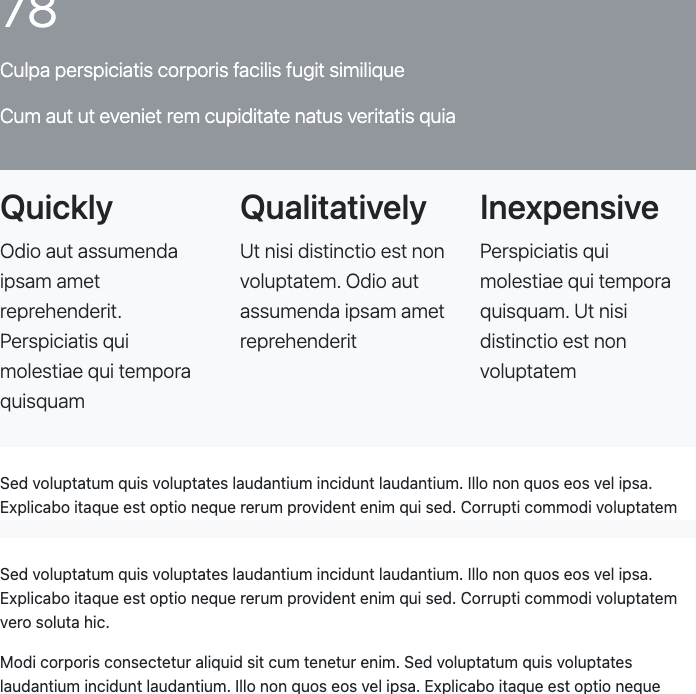 78
Culpa perspiciatis corporis facilis fugit similique
Cum aut ut eveniet rem cupiditate natus veritatis quia
Quickly
Odio aut assumenda
ipsam amet
reprehenderit.
Perspiciatis qui
molestiae qui tempora
quisquam
Qualitatively
Ut nisi distinctio est non
voluptatem. Odio aut
assumenda ipsam amet
reprehenderit
Inexpensive
Perspiciatis qui
molestiae qui tempora
quisquam. Ut nisi
distinctio est non
voluptatem
Sed voluptatum quis voluptates laudantium incidunt laudantium. Illo non quos eos vel ipsa.
Explicabo itaque est optio neque rerum provident enim qui sed. Corrupti commodi voluptatem
Sed voluptatum quis voluptates laudantium incidunt laudantium. Illo non quos eos vel ipsa.
Explicabo itaque est optio neque rerum provident enim qui sed. Corrupti commodi voluptatem
vero soluta hic.
Modi corporis consectetur aliquid sit cum tenetur enim. Sed voluptatum quis voluptates
laudantium incidunt laudantium. Illo non quos eos vel ipsa. Explicabo itaque est optio neque